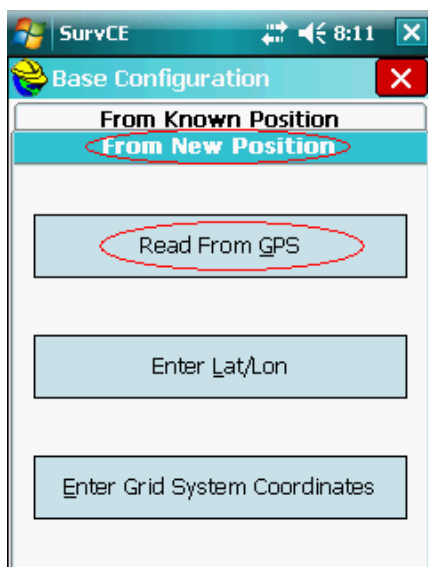 SurvCE 8:11
Base Configuration
From Known Position
From New Position
Read From GPS
Enter Lat/Lon
Enter Grid System Coordinates